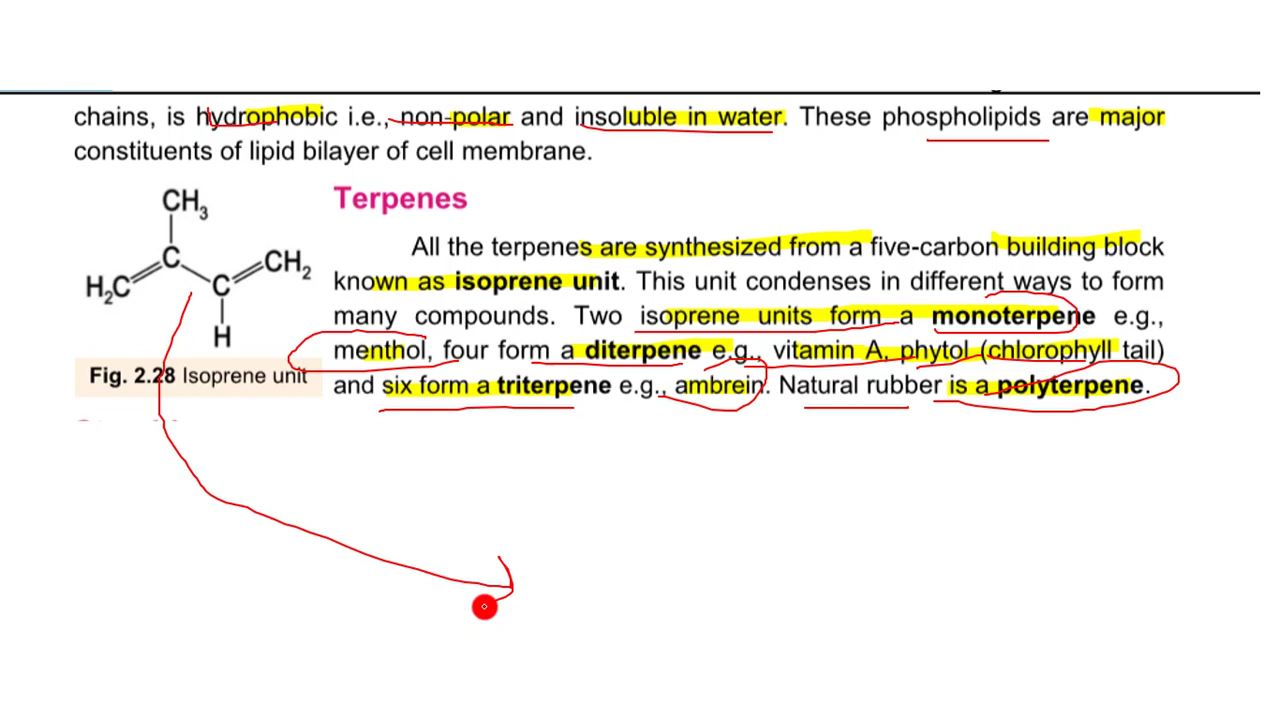 chains, is hydrophobic i.e., non-polar and insoluble in water. These phospholipids are major
constituents of lipid bilayer of cell membrane.
CH3
C
H2C
C
CH2
H
Fig. 2.28 Isoprene unit
Terpenes
All the terpenes are synthesized from a five-carbon building block
known as isoprene unit. This unit condenses in different ways to form
many compounds. Two isoprene units form a monoterpene e.g.,
menthol, four form a diterpene e.g., vitamin A, phytol (chlorophyll tail)
and six form a triterpene e.g., ambrein. Natural rubber is a polyterpene.